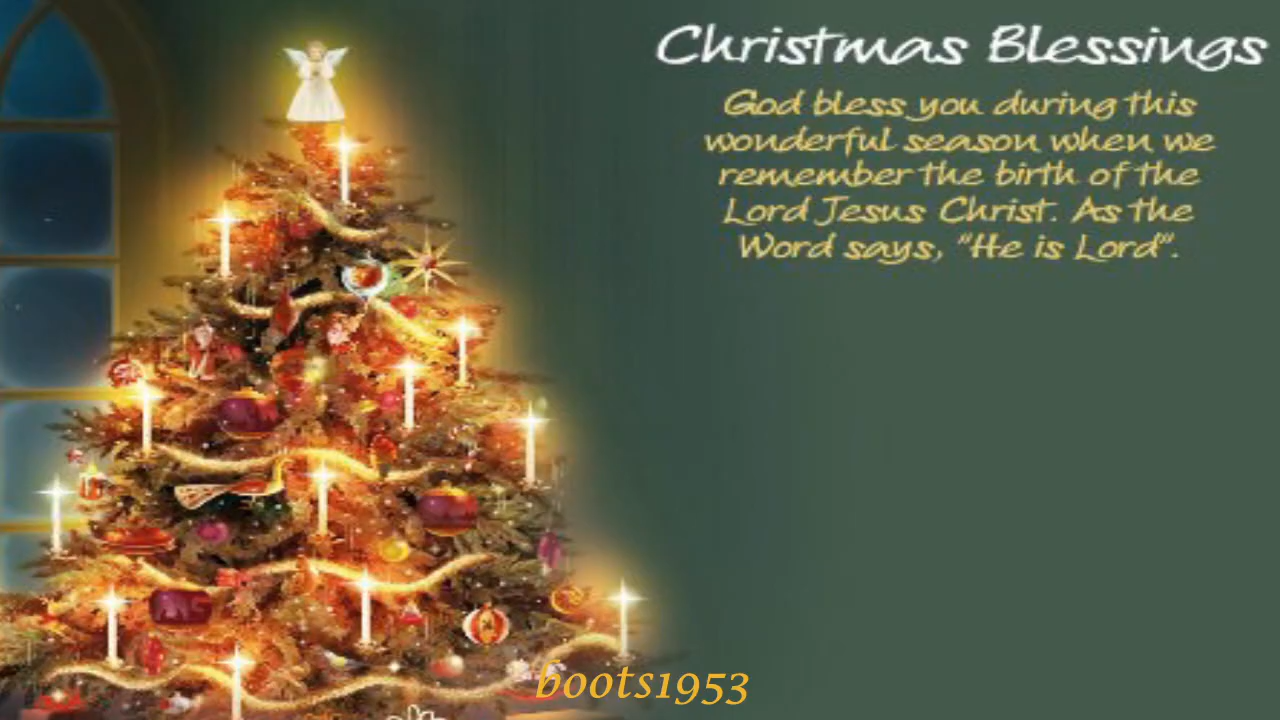 Christmas Blessings
God bless you during this
wonderful season when we
remember the birth of the
Lord Jesus Christ. As the
Word says, "He is Lord".
boots1953